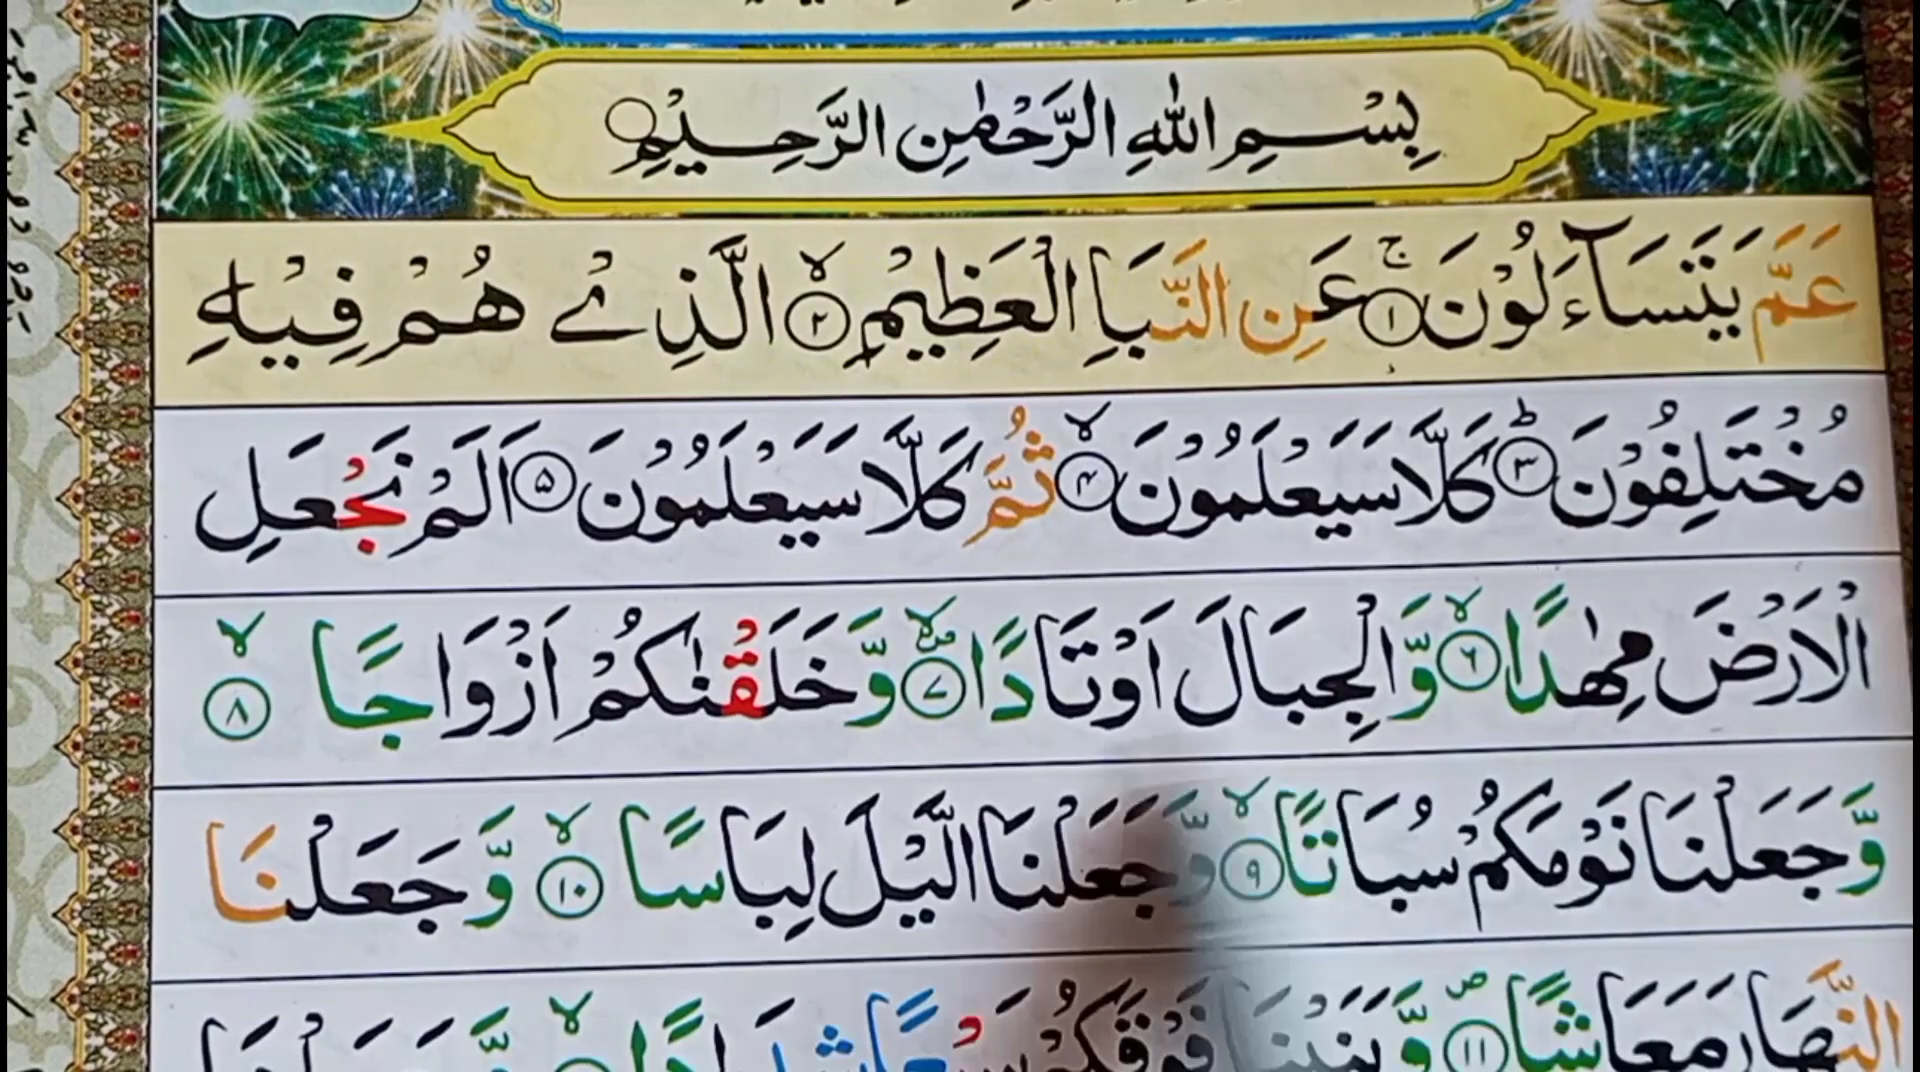 بِسْمِ اللّٰهِ الرَّحْمٰنِ الرَّحِيْمِ
عَمَّ يَتَسَآءَلُوْنَ ۚ‏﴿۱﴾ عَنِ النَّبَاِ الْعَظِيْمِ ۙ‏﴿۲﴾ الَّذِىْ هُمْ فِيْهِ
مُخْتَلِفُوْنَ ؕ‏﴿۳﴾ كَلَّا سَيَعْلَمُوْنَ ۙ‏﴿۴﴾ ثُمَّ كَلَّا سَيَعْلَمُوْنَ ‏﴿۵﴾ اَلَمْ نَجْعَلِ
الْاَرْضَ مِهٰدًا ۙ‏﴿۶﴾ وَّالْجِبَالَ اَوْتَادًا ۙ‏﴿۷﴾ وَّخَلَقْنٰكُمْ اَزْوَاجًا ۙ‏﴿۸﴾
وَّجَعَلْنَا نَوْمَكُمْ سُبَاتًا ۙ‏﴿۹﴾ وَّجَعَلْنَا الَّيْلَ لِبَاسًا ۙ‏﴿۱۰﴾ وَّجَعَلْنَا
النَّهَارَ مَعَاشًا ۪‏﴿۱۱﴾ وَّبَنَيْنَا فَوْقَكُمْ سَبْعًا شِدَادًا ۙ